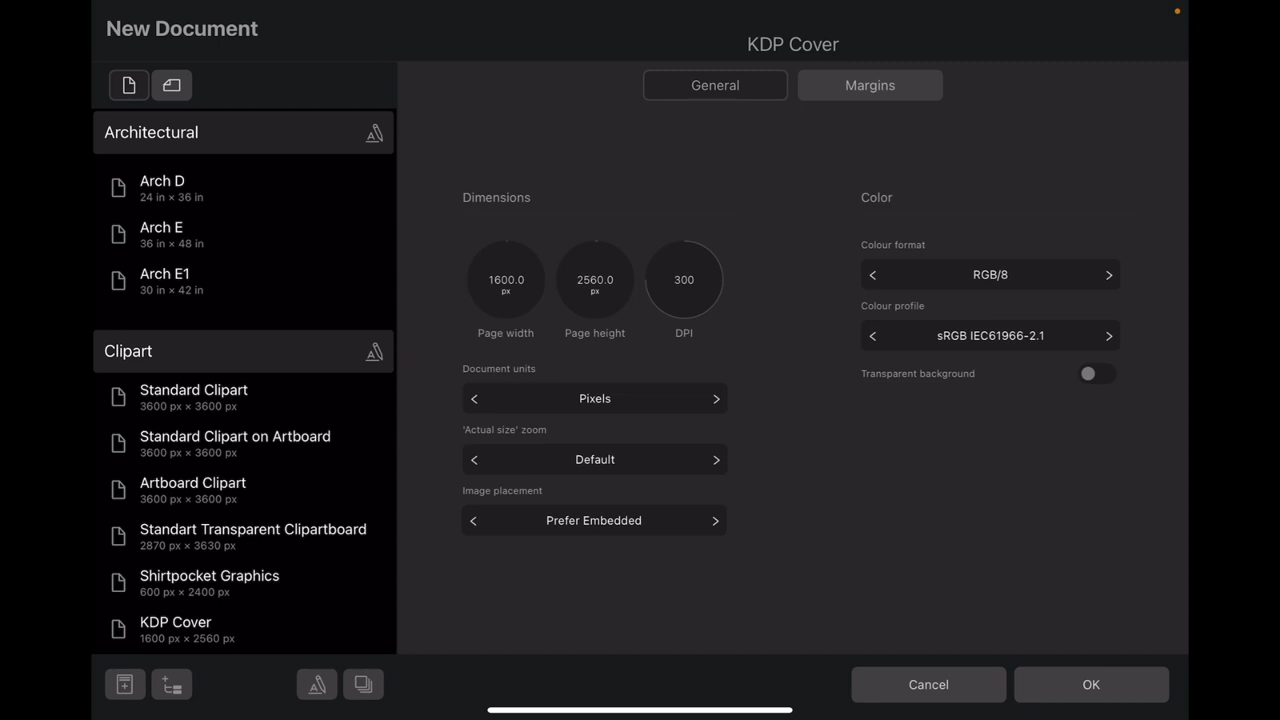 New Document
KDP Cover
General
Margins
Architectural
Arch D
24 in × 36 in
Arch E
36 in × 48 in
Arch E1
30 in × 42 in
Clipart
Standard Clipart
3600 px × 3600 px
Standard Clipart on Artboard
3600 px × 3600 px
Artboard Clipart
3600 px × 3600 px
Standart Transparent Clipartboard
2870 px × 3630 px
Shirtpocket Graphics
600 px × 2400 px
KDP Cover
1600 px × 2560 px
Dimensions
1600.0 px
2560.0 px
300
Page width
Page height
DPI
Document units
Pixels
'Actual size' zoom
Default
Image placement
Prefer Embedded
Color
Colour format
RGB/8
Colour profile
sRGB IEC61966-2.1
Transparent background
Cancel
OK